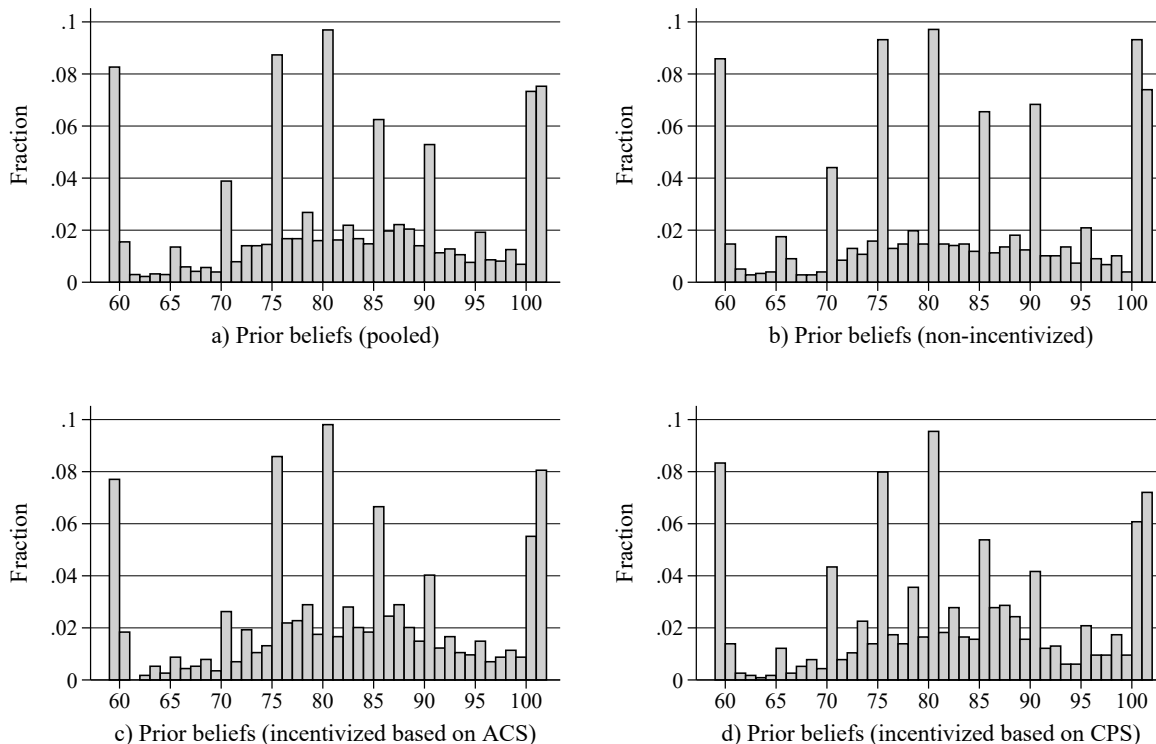 .1
.08
.06
.04
.02
0
Fraction
60 65 70 75 80 85 90 95 100
a) Prior beliefs (pooled)
.1
.08
.06
.04
.02
0
Fraction
60 65 70 75 80 85 90 95 100
b) Prior beliefs (non-incentivized)
.1
.08
.06
.04
.02
0
Fraction
60 65 70 75 80 85 90 95 100
c) Prior beliefs (incentivized based on ACS)
.1
.08
.06
.04
.02
0
Fraction
60 65 70 75 80 85 90 95 100
d) Prior beliefs (incentivized based on CPS)